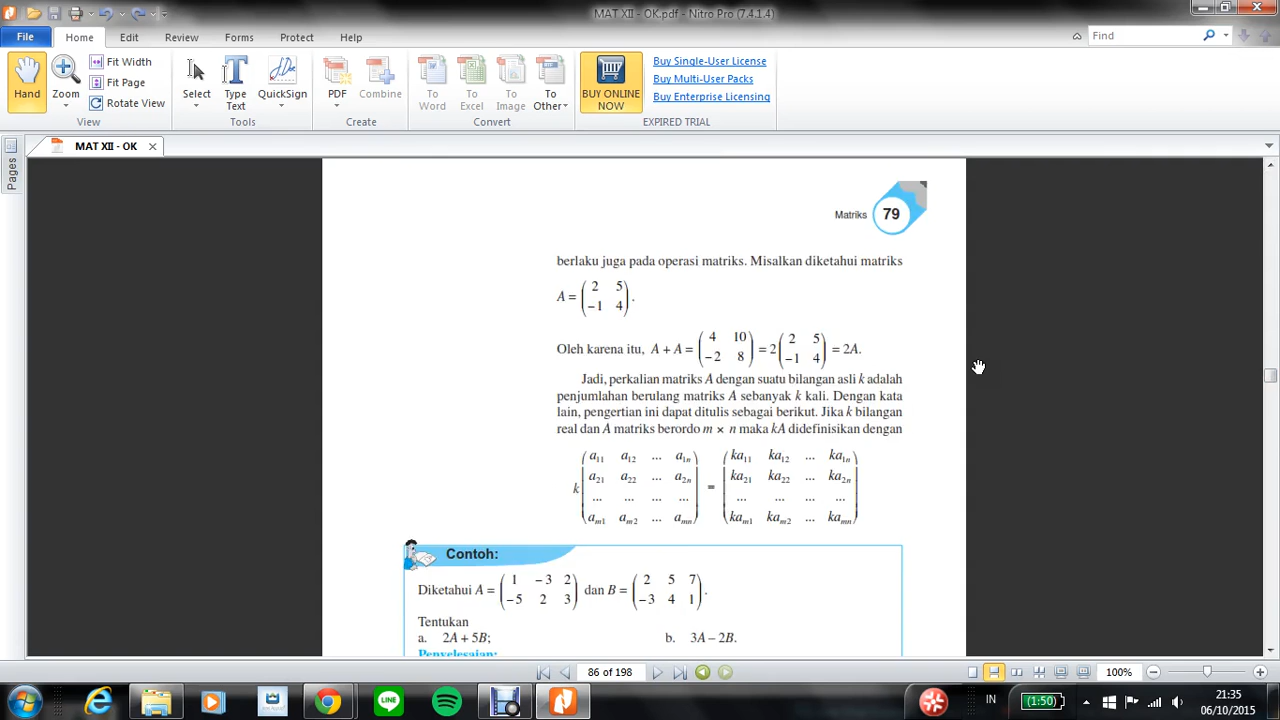 MAT XII - OK.pdf - Nitro Pro (7.4.1.4)
File Home Edit Review Forms Protect Help Find
Hand Zoom Fit Width Fit Page Rotate View View
Select Type Text QuickSign Tools
PDF Combine Create
To Word To Excel To Image To Other Convert
BUY ONLINE NOW Buy Single-User License Buy Multi-User Packs Buy Enterprise Licensing EXPIRED TRIAL
MAT XII - OK
Pages
Matriks 79
berlaku juga pada operasi matriks. Misalkan diketahui matriks
A = ( 2 5
−1 4 ) .
Oleh karena itu, A + A = ( 4 10
−2 8 ) = 2 ( 2 5
−1 4 ) = 2A.
Jadi, perkalian matriks A dengan suatu bilangan asli k adalah
penjumlahan berulang matriks A sebanyak k kali. Dengan kata
lain, pengertian ini dapat ditulis sebagai berikut. Jika k bilangan
real dan A matriks berordo m × n maka kA didefinisikan dengan
a11 a12 ... a1n ka11 ka12 ... ka1n
a21 a22 ... a2n ka21 ka22 ... ka2n
k ... ... ... ... = ... ... ... ...
am1 am2 ... amn kam1 kam2 ... kamn
Contoh:
Diketahui A = ( 1 −3 2
−5 2 3 ) dan B = ( 2 5 7
−3 4 1 ) .
Tentukan
a. 2A + 5B; b. 3A – 2B.
Penyelesaian:
86 of 198 100%
LINE IN (1:50) 21:35
06/10/2015